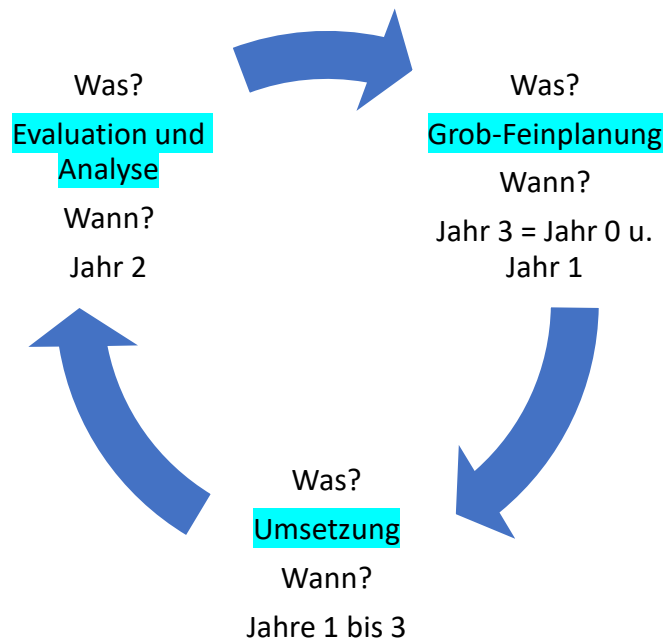 Was?
Evaluation und
Analyse
Wann?
Jahr 2
Was?
Grob-Feinplanung
Wann?
Jahr 3 = Jahr 0 u.
Jahr 1
Was?
Umsetzung
Wann?
Jahre 1 bis 3